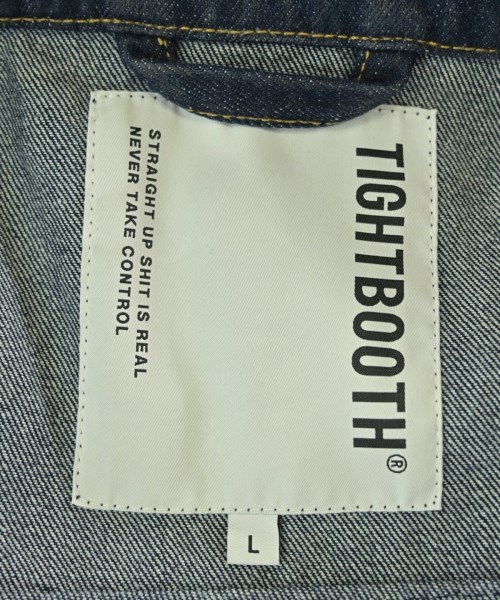 TIGHTBOOTH®
STRAIGHT UP SHIT IS REAL
NEVER TAKE CONTROL
L